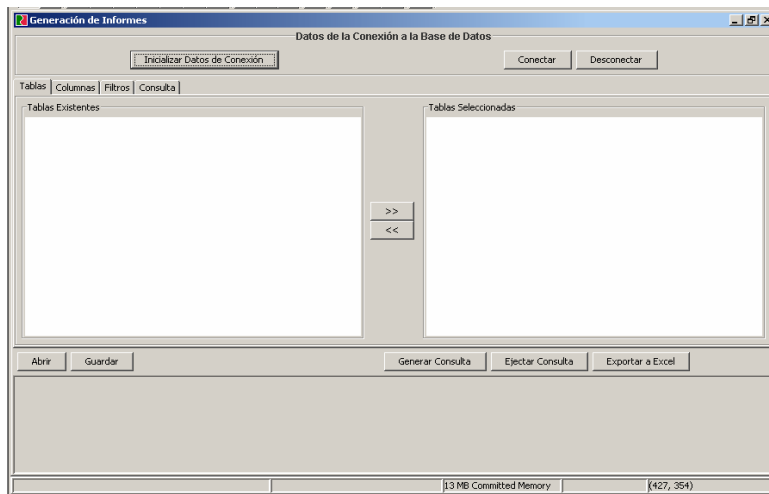 Generación de Informes
Datos de la Conexión a la Base de Datos
Inicializar Datos de Conexión Conectar Desconectar
Tablas Columnas Filtros Consulta
Tablas Existentes Tablas Seleccionadas
>>
<<
Abrir Guardar Generar Consulta Ejectar Consulta Exportar a Excel
13 MB Committed Memory (427, 354)